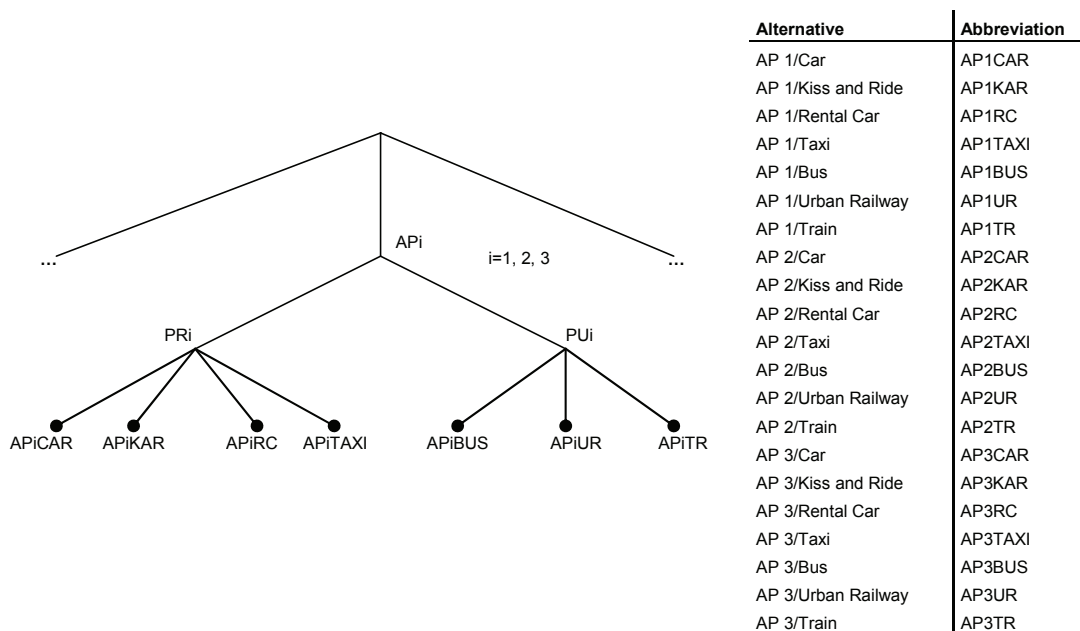 APi
i=1, 2, 3
... ...
PRi PUi
APiCAR APiKAR APiRC APiTAXI APiBUS APiUR APiTR
Alternative Abbreviation
AP 1/Car AP1CAR
AP 1/Kiss and Ride AP1KAR
AP 1/Rental Car AP1RC
AP 1/Taxi AP1TAXI
AP 1/Bus AP1BUS
AP 1/Urban Railway AP1UR
AP 1/Train AP1TR
AP 2/Car AP2CAR
AP 2/Kiss and Ride AP2KAR
AP 2/Rental Car AP2RC
AP 2/Taxi AP2TAXI
AP 2/Bus AP2BUS
AP 2/Urban Railway AP2UR
AP 2/Train AP2TR
AP 3/Car AP3CAR
AP 3/Kiss and Ride AP3KAR
AP 3/Rental Car AP3RC
AP 3/Taxi AP3TAXI
AP 3/Bus AP3BUS
AP 3/Urban Railway AP3UR
AP 3/Train AP3TR